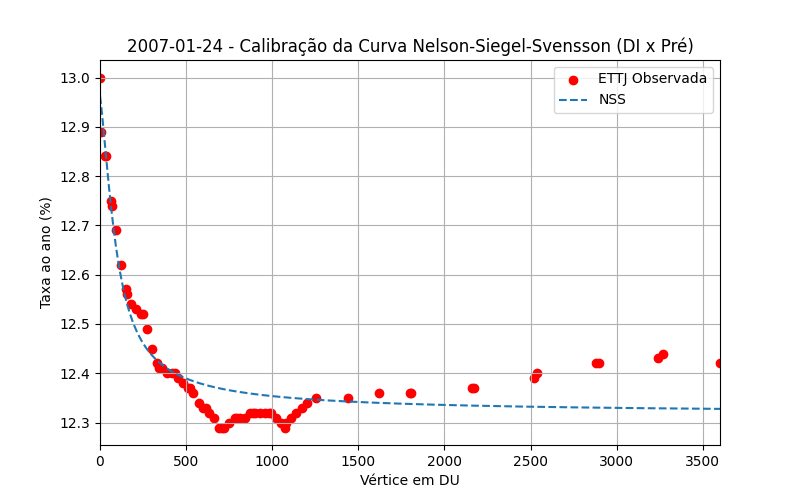 2007-01-24 - Calibração da Curva Nelson-Siegel-Svensson (DI x Pré)
ETTJ Observada
NSS
Taxa ao ano (%)
13.0
12.9
12.8
12.7
12.6
12.5
12.4
12.3
0 500 1000 1500 2000 2500 3000 3500
Vértice em DU